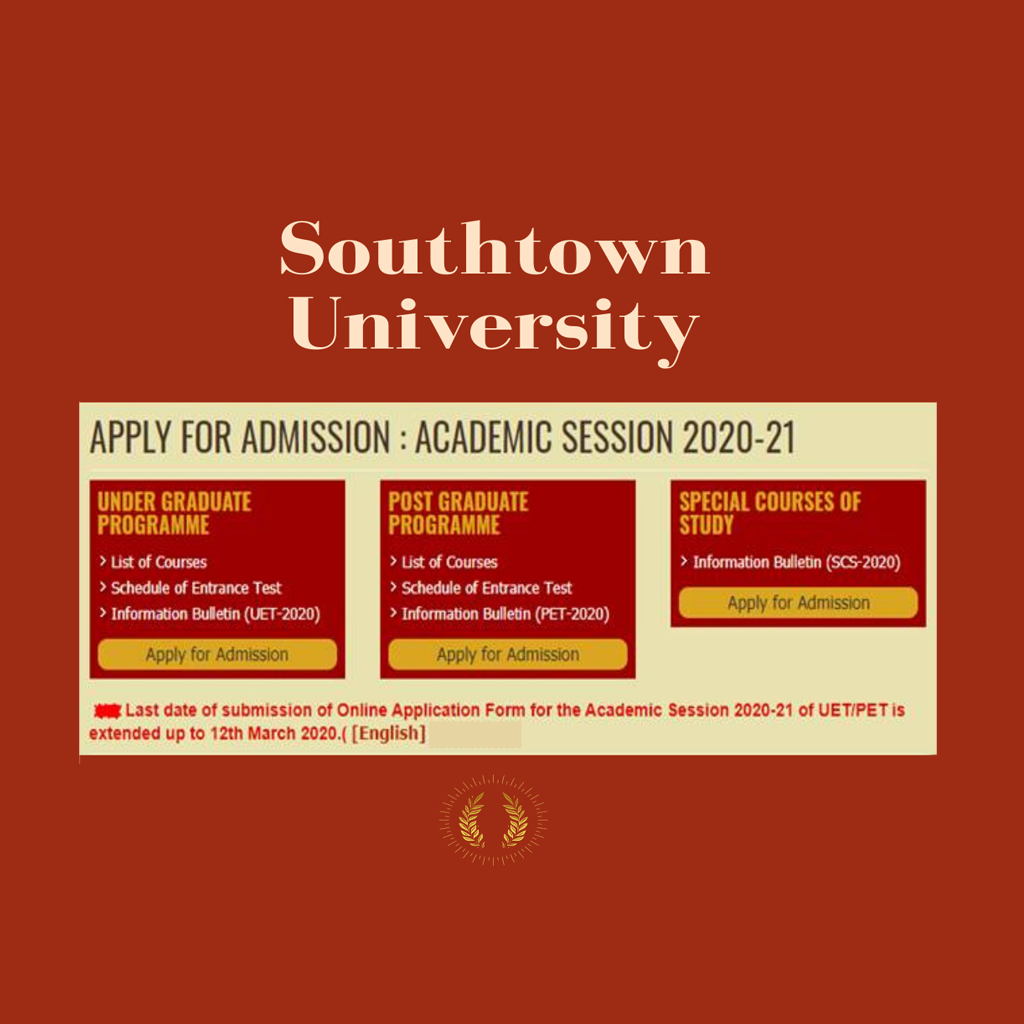 Southtown
University
APPLY FOR ADMISSION : ACADEMIC SESSION 2020-21
UNDER GRADUATE
PROGRAMME
> List of Courses
> Schedule of Entrance Test
> Information Bulletin (UET-2020)
Apply for Admission
POST GRADUATE
PROGRAMME
> List of Courses
> Schedule of Entrance Test
> Information Bulletin (PET-2020)
Apply for Admission
SPECIAL COURSES OF
STUDY
> Information Bulletin (SCS-2020)
Apply for Admission
Last date of submission of Online Application Form for the Academic Session 2020-21 of UET/PET is
extended up to 12th March 2020.( [English]